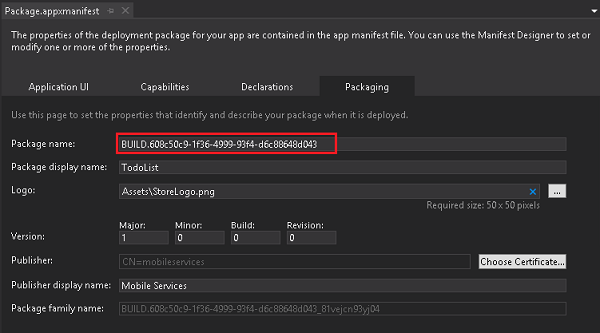 Package.appxmanifest
The properties of the deployment package for your app are contained in the app manifest file. You can use the Manifest Designer to set or
modify one or more of the properties.
Application UI Capabilities Declarations Packaging
Use this page to set the properties that identify and describe your package when it is deployed.
Package name: BUILD.608c50c9-1f36-4999-93f4-d6c88648d043
Package display name: TodoList
Logo: Assets\StoreLogo.png ...
Required size: 50 x 50 pixels
Major: Minor: Build: Revision:
Version: 1 0 0 0
Publisher: CN=mobileservices Choose Certificate...
Publisher display name: Mobile Services
Package family name: BUILD.608c50c9-1f36-4999-93f4-d6c88648d043_81vejcn93yj04